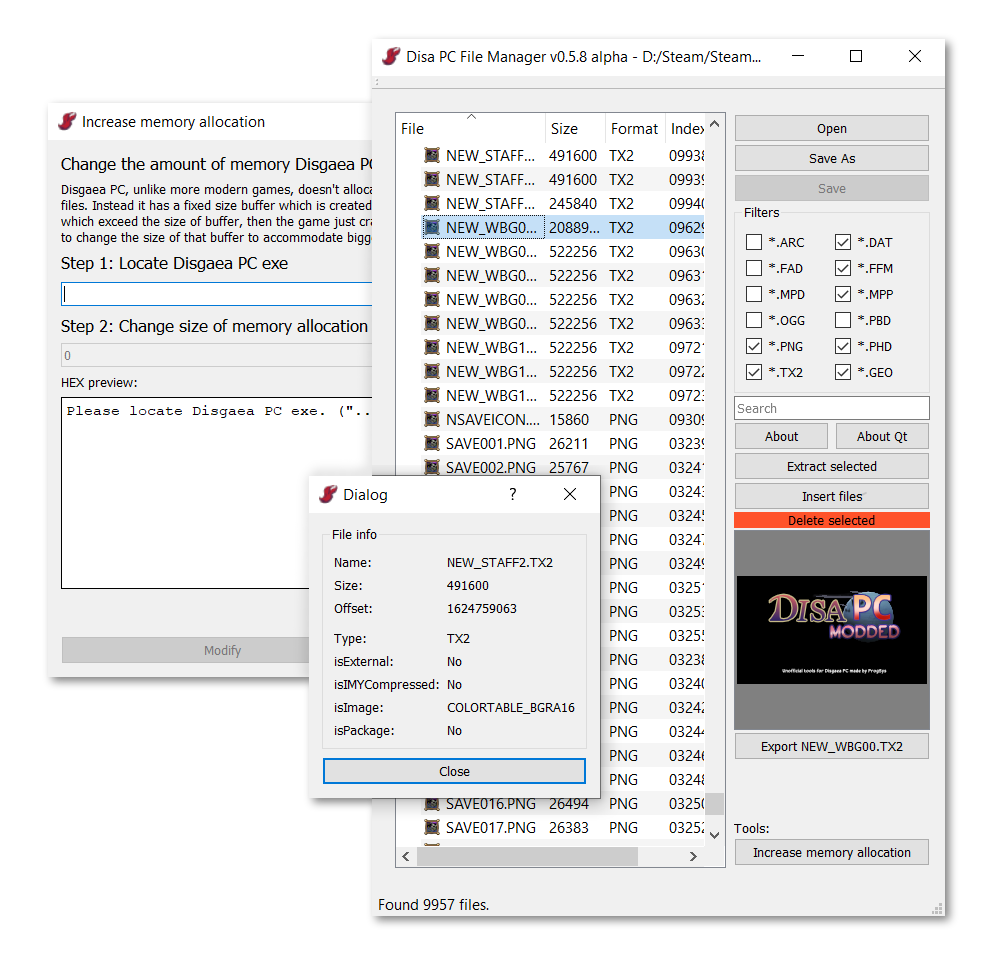 Disa PC File Manager v0.5.8 alpha - D:/Steam/Steam...
Increase memory allocation
Change the amount of memory Disgaea PC
Disgaea PC, unlike more modern games, doesn't alloca
files. Instead it has a fixed size buffer which is created
which exceed the size of buffer, then the game just cra
to change the size of that buffer to accommodate bigg
Step 1: Locate Disgaea PC exe
Step 2: Change size of memory allocation
0
HEX preview:
Please locate Disgaea PC exe. ("..
Modify
File Size Format Index
NEW_STAFF... 491600 TX2 09938
NEW_STAFF... 491600 TX2 09939
NEW_STAFF... 245840 TX2 09940
NEW_WBG0... 20889... TX2 09629
NEW_WBG0... 522256 TX2 09630
NEW_WBG0... 522256 TX2 09631
NEW_WBG0... 522256 TX2 09632
NEW_WBG0... 522256 TX2 09633
NEW_WBG1... 522256 TX2 09721
NEW_WBG1... 522256 TX2 09722
NEW_WBG1... 522256 TX2 09723
NSAVEICON.... 15860 PNG 09309
SAVE001.PNG 26211 PNG 03239
SAVE002.PNG 25767 PNG 03241
PNG 03243
PNG 03245
PNG 03247
PNG 03249
PNG 03251
PNG 03253
PNG 03255
PNG 03238
PNG 03240
PNG 03242
PNG 03244
PNG 03246
PNG 03248
SAVE016.PNG 26494 PNG 03250
SAVE017.PNG 26383 PNG 03252
Found 9957 files.
Dialog
File info
Name: NEW_STAFF2.TX2
Size: 491600
Offset: 1624759063
Type: TX2
isExternal: No
isIMYCompressed: No
isImage: COLORTABLE_BGRA16
isPackage: No
Close
Open
Save As
Save
Filters
*.ARC *.DAT
*.FAD *.FFM
*.MPD *.MPP
*.OGG *.PBD
*.PNG *.PHD
*.TX2 *.GEO
Search
About About Qt
Extract selected
Insert files
Delete selected
DISA PC
MODDED
Unofficial tools for Disgaea PC made by ProgSys
Export NEW_WBG00.TX2
Tools:
Increase memory allocation